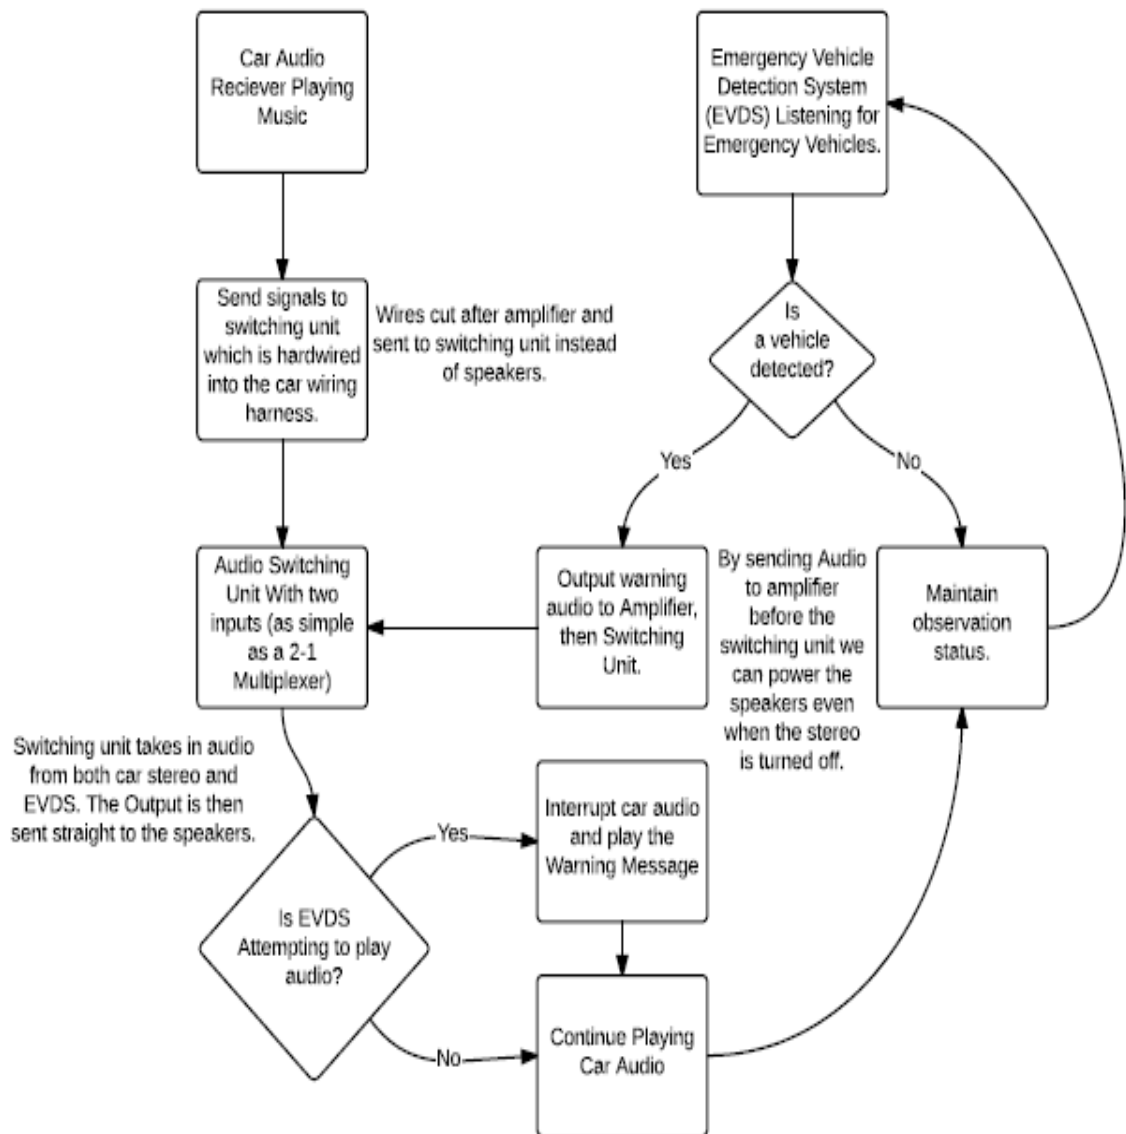 Car Audio
Reciever Playing
Music
Emergency Vehicle
Detection System
(EVDS) Listening for
Emergency Vehicles.
Send signals to
switching unit
which is hardwired
into the car wiring
harness.
Wires cut after amplifier and
sent to switching unit instead
of speakers.
Is
a vehicle
detected?
Yes
No
Audio Switching
Unit With two
inputs (as simple
as a 2-1
Multiplexer)
Output warning
audio to Amplifier,
then Switching
Unit.
By sending Audio
to amplifier
before the
switching unit we
can power the
speakers even
when the stereo
is turned off.
Maintain
observation
status.
Switching unit takes in audio
from both car stereo and
EVDS. The Output is then
sent straight to the speakers.
Is EVDS
Attempting to play
audio?
Yes
No
Interrupt car audio
and play the
Warning Message
Continue Playing
Car Audio